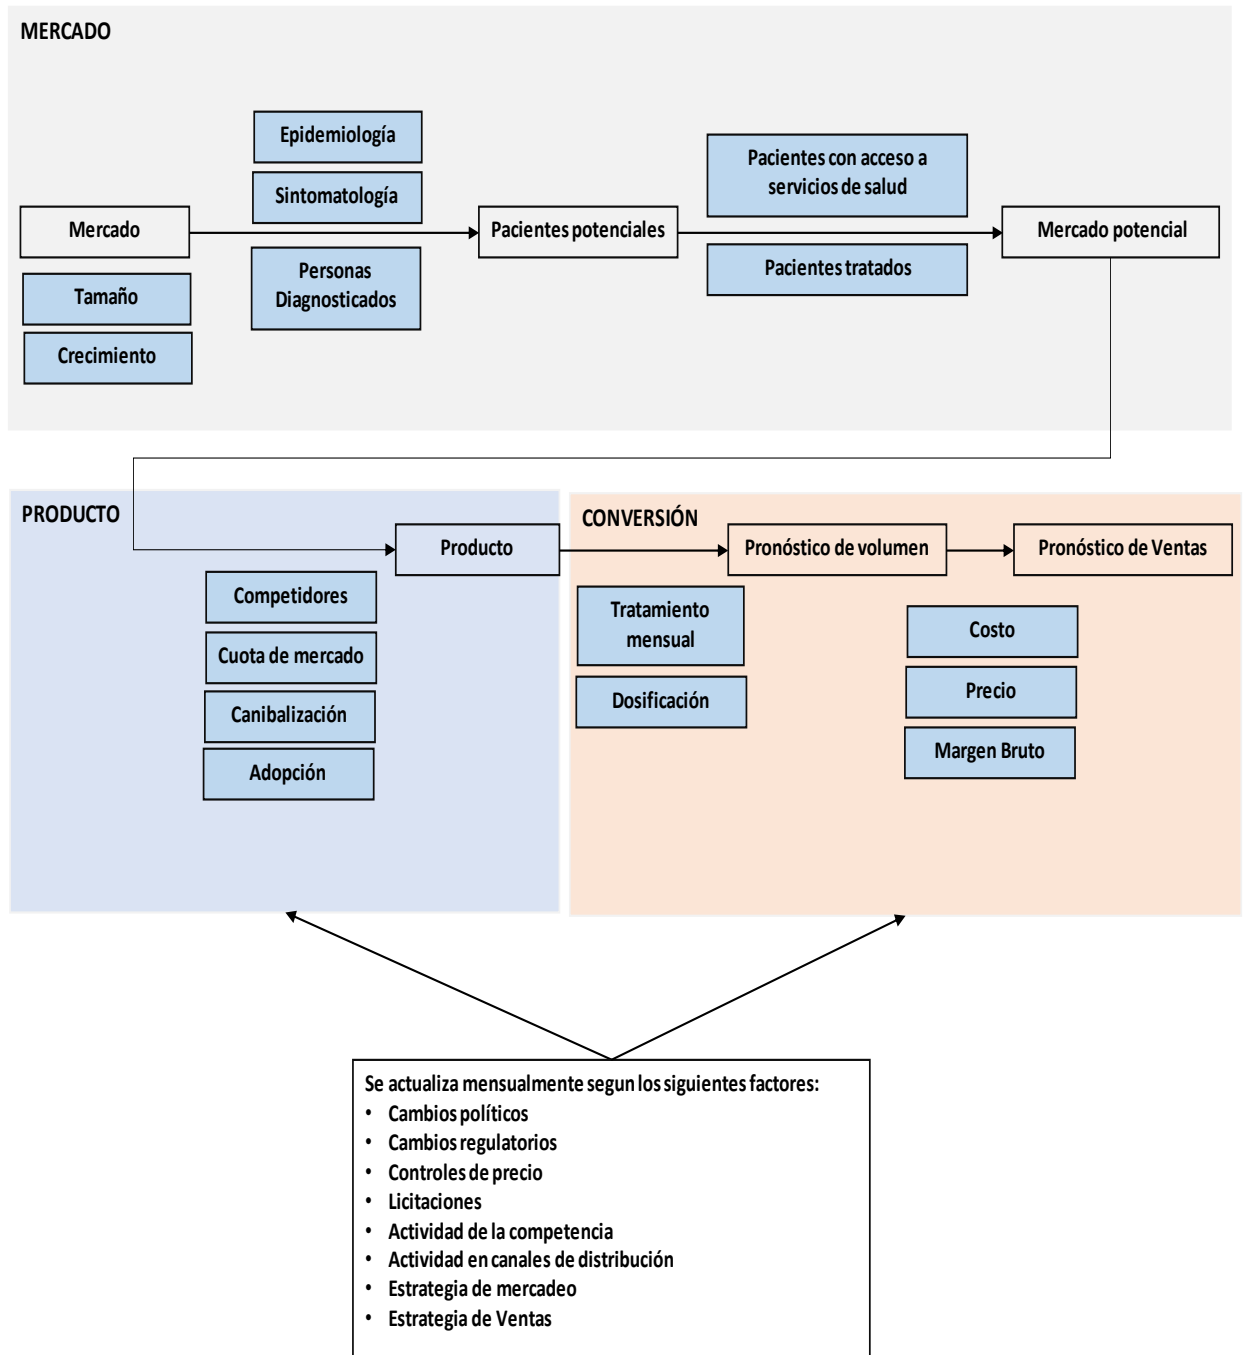 MERCADO
Epidemiología
Sintomatología
Pacientes con acceso a
servicios de salud
Mercado
Pacientes potenciales
Mercado potencial
Personas
Diagnosticados
Pacientes tratados
Tamaño
Crecimiento
PRODUCTO
CONVERSIÓN
Producto
Pronóstico de volumen
Pronóstico de Ventas
Competidores
Cuota de mercado
Canibalización
Adopción
Tratamiento
mensual
Dosificación
Costo
Precio
Margen Bruto
Se actualiza mensualmente segun los siguientes factores:
• Cambios políticos
• Cambios regulatorios
• Controles de precio
• Licitaciones
• Actividad de la competencia
• Actividad en canales de distribución
• Estrategia de mercadeo
• Estrategia de Ventas